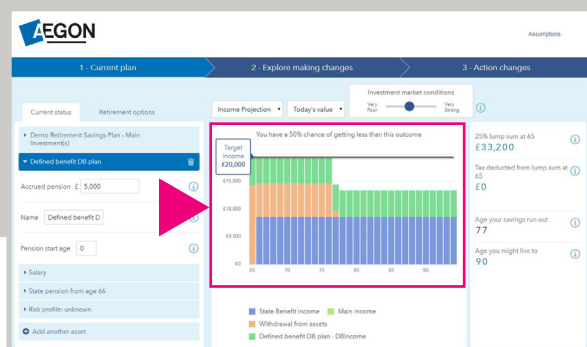 AEGON
Assumptions
1 - Current plan
2 - Explore making changes
3 - Action changes
Current status
Retirement options
Income Projection
Today's value
Investment market conditions
Very Poor
Very Strong
Demo Retirement Savings Plan - Main Investment(s)
Defined benefit DB plan
Accrued pension £ 5,000
Name Defined benefit D
Pension start age 0
Salary
State pension from age 66
Risk profile: unknown
Add another asset
You have a 50% chance of getting less than this outcome
Target
income
£20,000
£15,000
£10,000
£5,000
£0
65 70 75 80 85 90
State Benefit income
Main income
Withdrawal from assets
Defined benefit DB plan - DBIncome
25% lump sum at 65
£33,200
Tax deducted from lump sum at
65
£0
Age your savings run out
77
Age you might live to
90